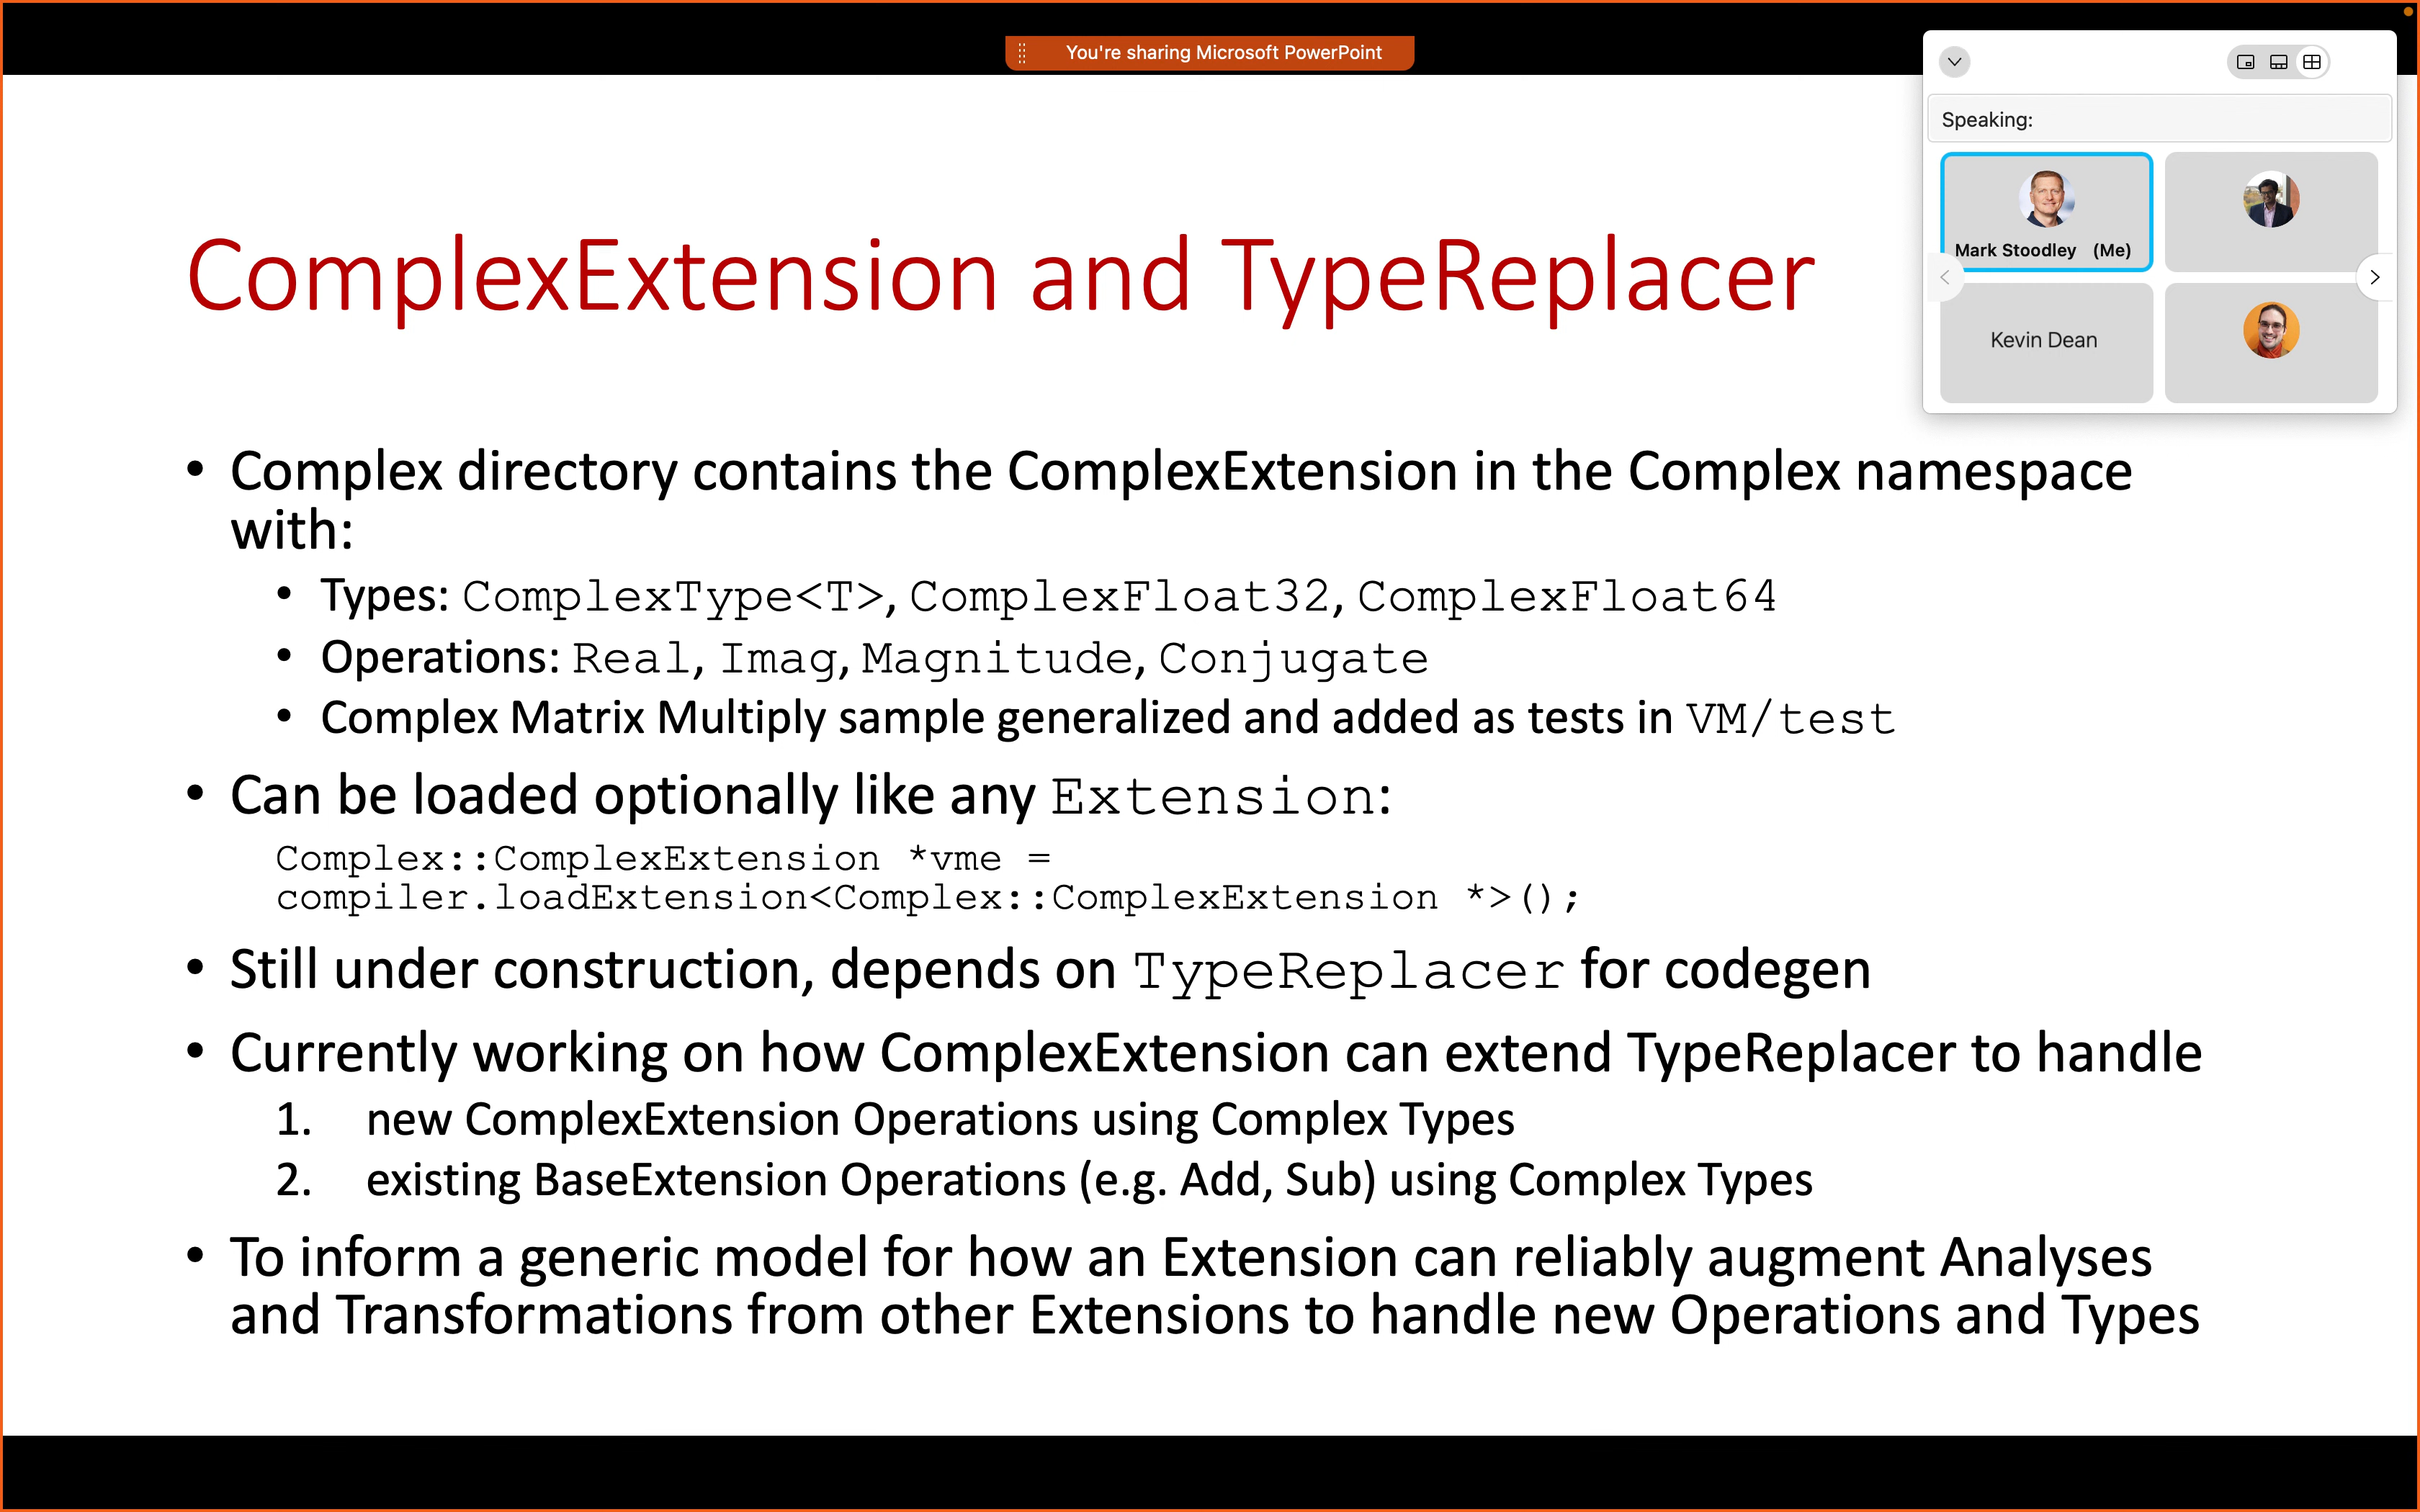 You're sharing Microsoft PowerPoint
Speaking:
Mark Stoodley (Me)
Kevin Dean
ComplexExtension and TypeReplacer
• Complex directory contains the ComplexExtension in the Complex namespace
with:
• Types: ComplexType<T>, ComplexFloat32, ComplexFloat64
• Operations: Real, Imag, Magnitude, Conjugate
• Complex Matrix Multiply sample generalized and added as tests in VM/test
• Can be loaded optionally like any Extension:
Complex::ComplexExtension *vme =
compiler.loadExtension<Complex::ComplexExtension *>();
• Still under construction, depends on TypeReplacer for codegen
• Currently working on how ComplexExtension can extend TypeReplacer to handle
1. new ComplexExtension Operations using Complex Types
2. existing BaseExtension Operations (e.g. Add, Sub) using Complex Types
• To inform a generic model for how an Extension can reliably augment Analyses
and Transformations from other Extensions to handle new Operations and Types